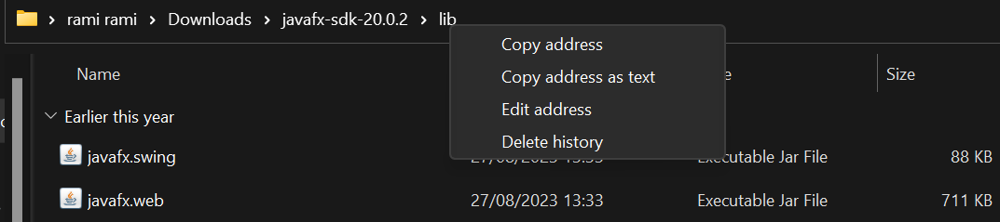 rami rami > Downloads > javafx-sdk-20.0.2 > lib
Copy address
Copy address as text
Edit address
Delete history
Name Size
Earlier this year
javafx.swing 27/08/2023 13:33 Executable Jar File 88 KB
javafx.web 27/08/2023 13:33 Executable Jar File 711 KB